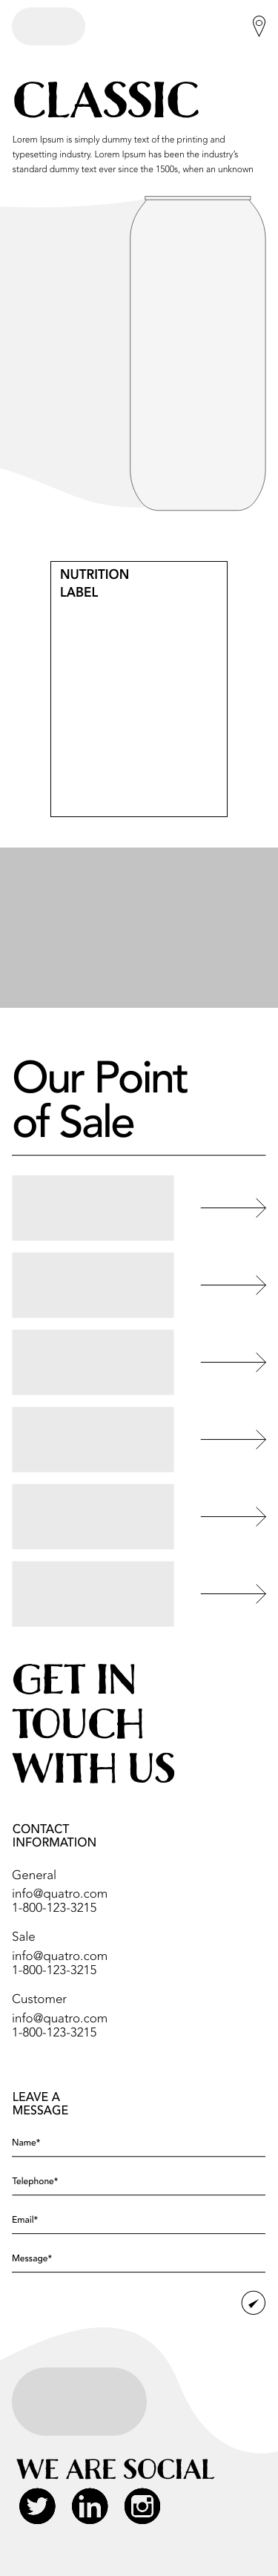 CLASSIC
Lorem Ipsum is simply dummy text of the printing and
typesetting industry. Lorem Ipsum has been the industry's
standard dummy text ever since the 1500s, when an unknown
NUTRITION
LABEL
Our Point
of Sale
GET IN
TOUCH
WITH US
CONTACT
INFORMATION
General
info@quatro.com
1-800-123-3215
Sale
info@quatro.com
1-800-123-3215
Customer
info@quatro.com
1-800-123-3215
LEAVE A
MESSAGE
Name*
Telephone*
Email*
Message*
WE ARE SOCIAL
in